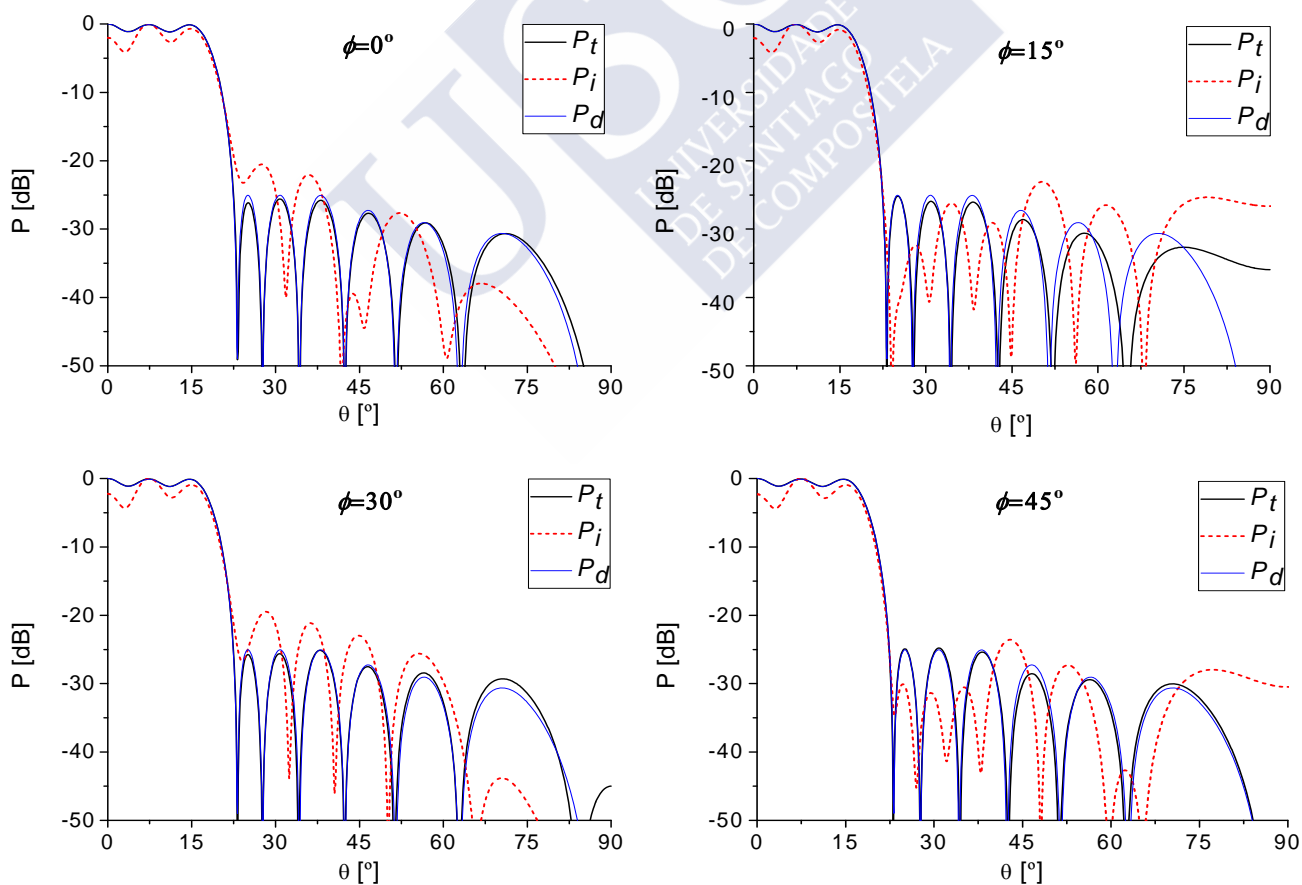 ϕ=0º
P_t
P_i
P_d
P [dB]
0
-10
-20
-30
-40
-50
0 15 30 45 60 75 90
θ [º]
ϕ=15º
P_t
P_i
P_d
P [dB]
0
-10
-20
-30
-40
-50
0 15 30 45 60 75 90
θ [º]
UNIVERSIDADE
DE SANTIAGO
DE COMPOSTELA
ϕ=30º
P_t
P_i
P_d
P [dB]
0
-10
-20
-30
-40
-50
0 15 30 45 60 75 90
θ [º]
ϕ=45º
P_t
P_i
P_d
P [dB]
0
-10
-20
-30
-40
-50
0 15 30 45 60 75 90
θ [º]